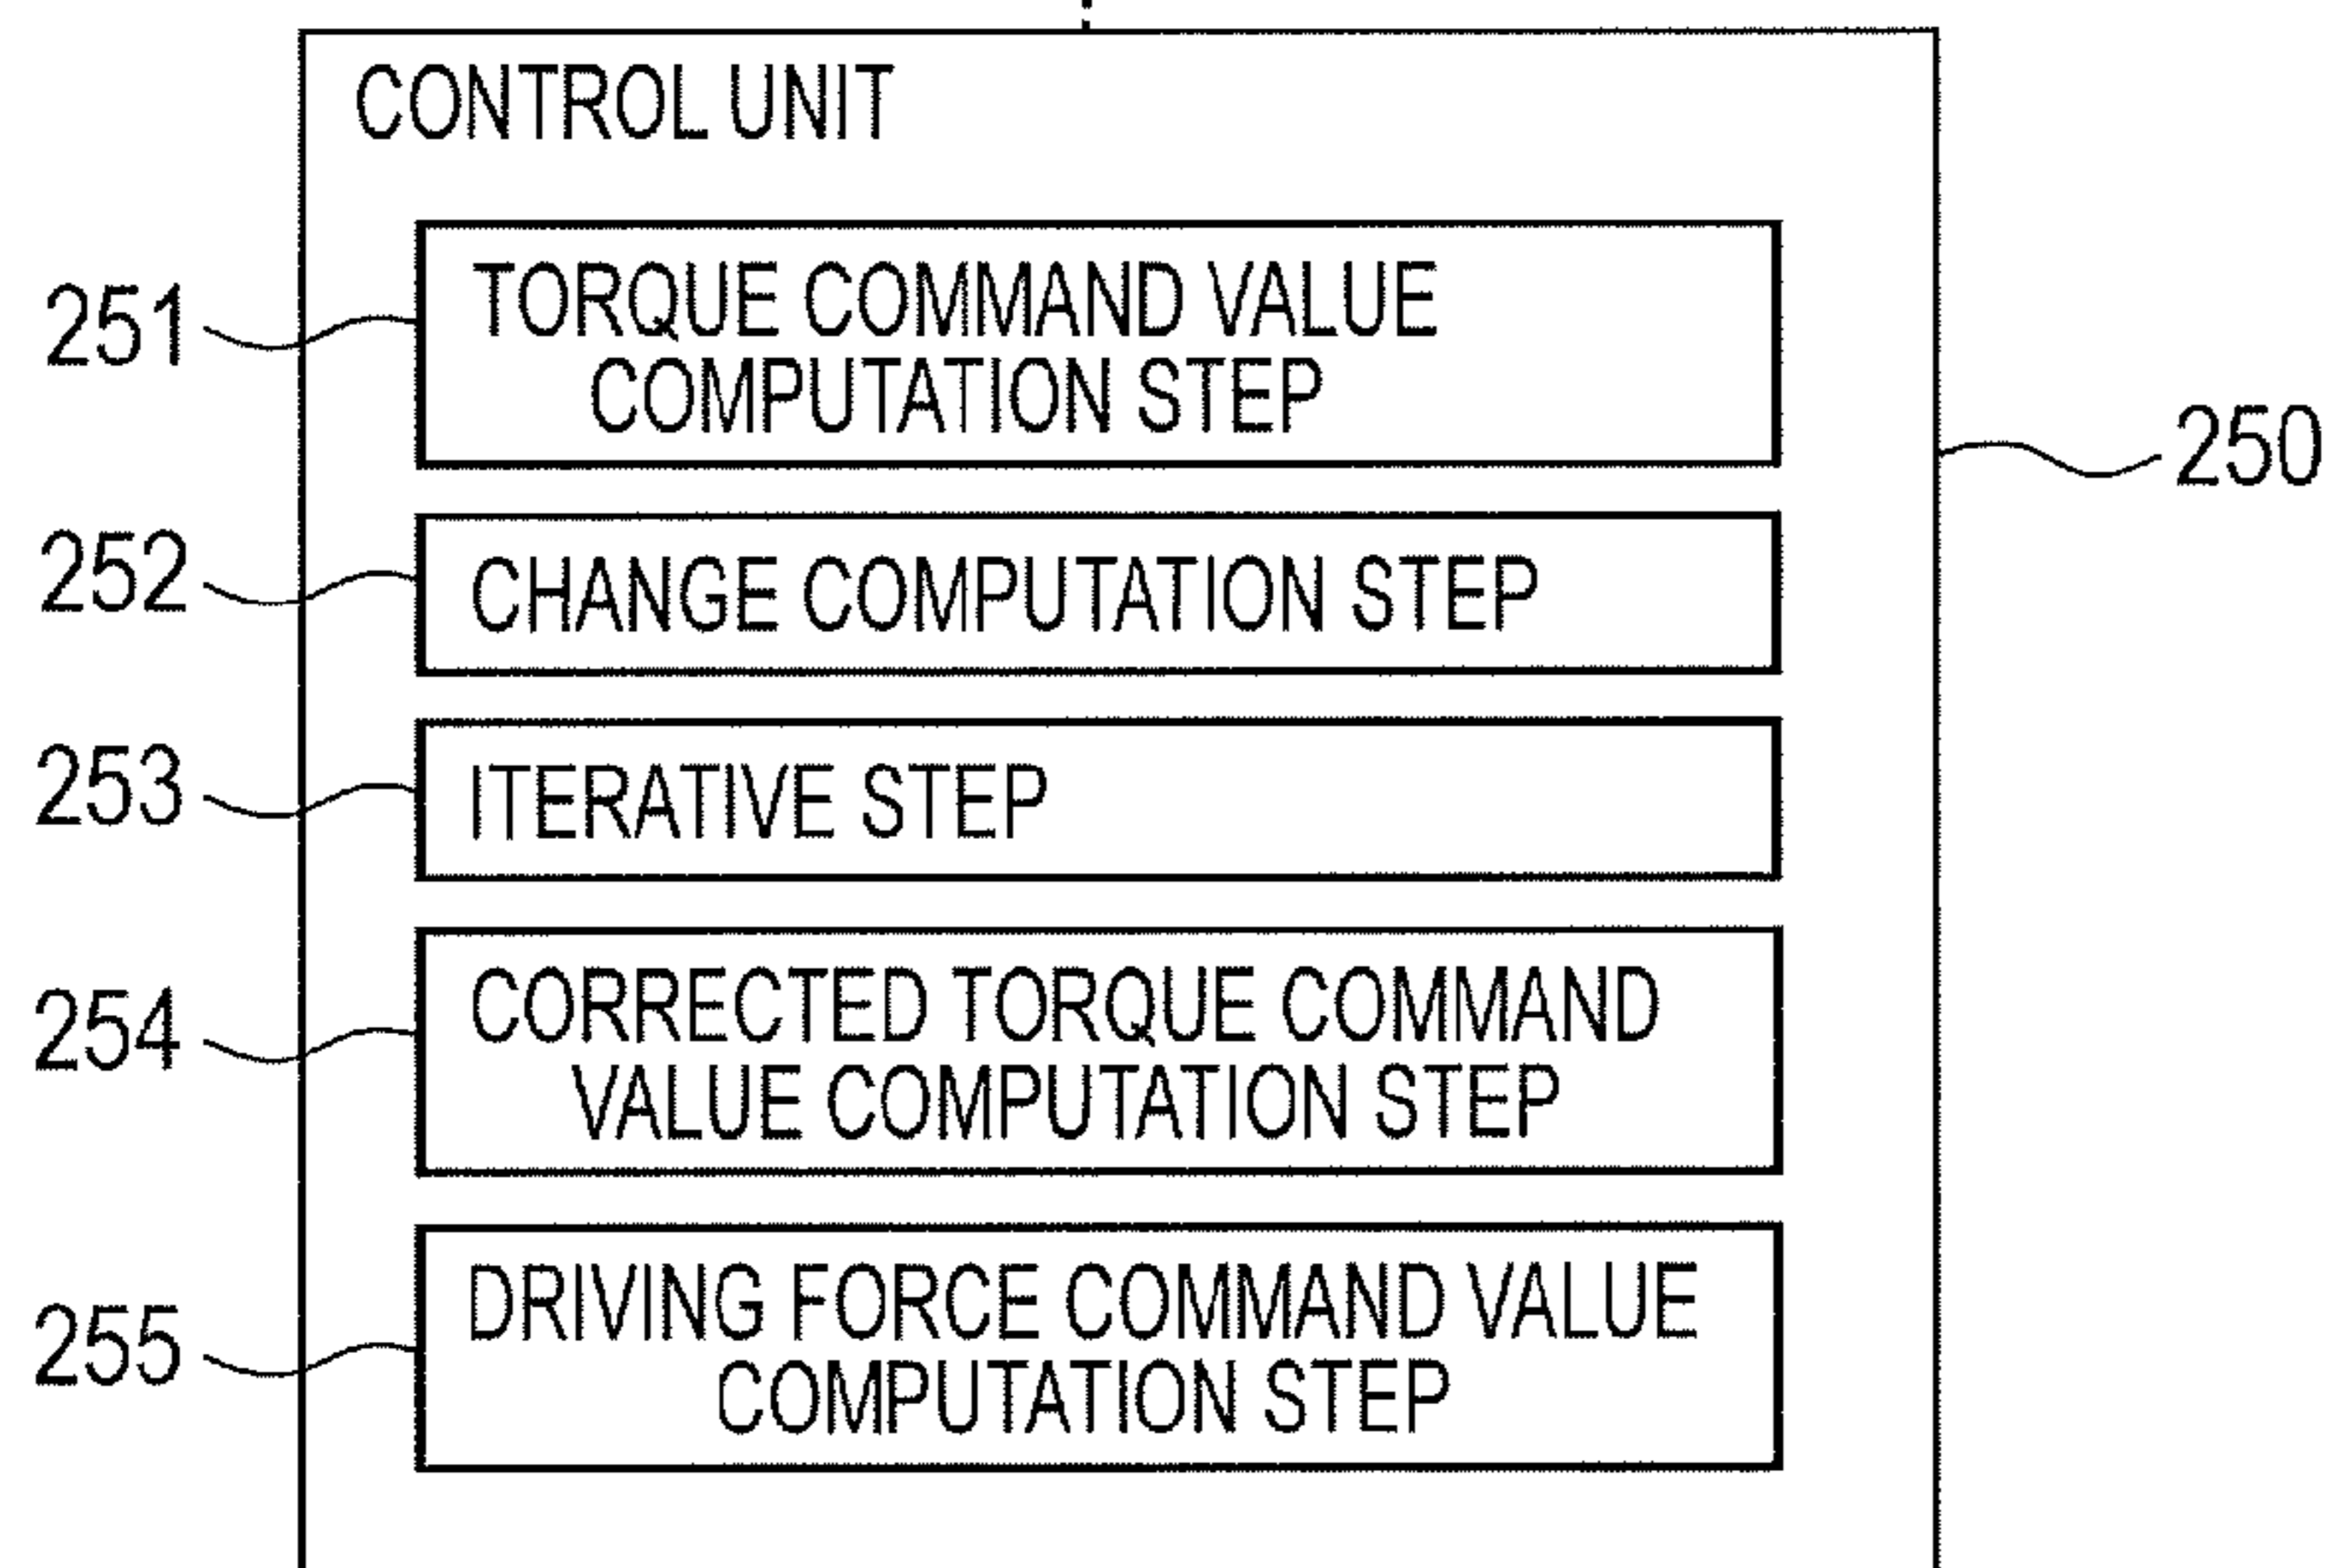 CONTROL UNIT
251
TORQUE COMMAND VALUE
COMPUTATION STEP
250
252
CHANGE COMPUTATION STEP
253
ITERATIVE STEP
254
CORRECTED TORQUE COMMAND
VALUE COMPUTATION STEP
255
DRIVING FORCE COMMAND VALUE
COMPUTATION STEP